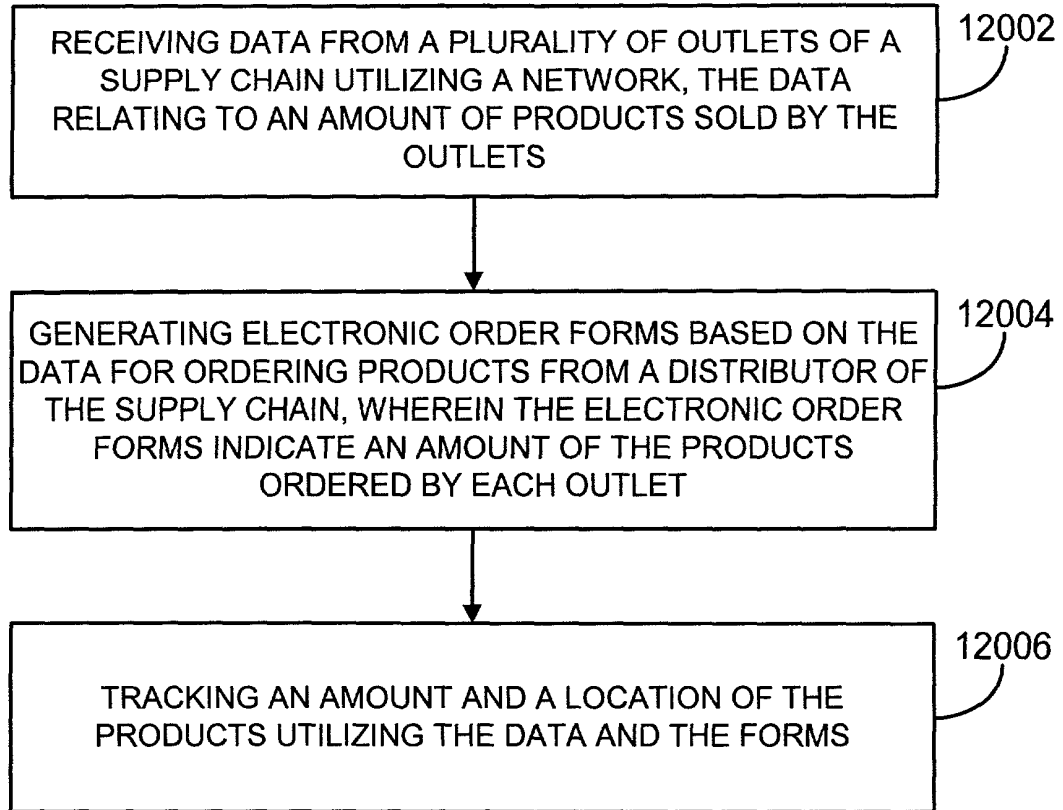 RECEIVING DATA FROM A PLURALITY OF OUTLETS OF A
SUPPLY CHAIN UTILIZING A NETWORK, THE DATA
RELATING TO AN AMOUNT OF PRODUCTS SOLD BY THE
OUTLETS
12002
GENERATING ELECTRONIC ORDER FORMS BASED ON THE
DATA FOR ORDERING PRODUCTS FROM A DISTRIBUTOR OF
THE SUPPLY CHAIN, WHEREIN THE ELECTRONIC ORDER
FORMS INDICATE AN AMOUNT OF THE PRODUCTS
ORDERED BY EACH OUTLET
12004
TRACKING AN AMOUNT AND A LOCATION OF THE
PRODUCTS UTILIZING THE DATA AND THE FORMS
12006